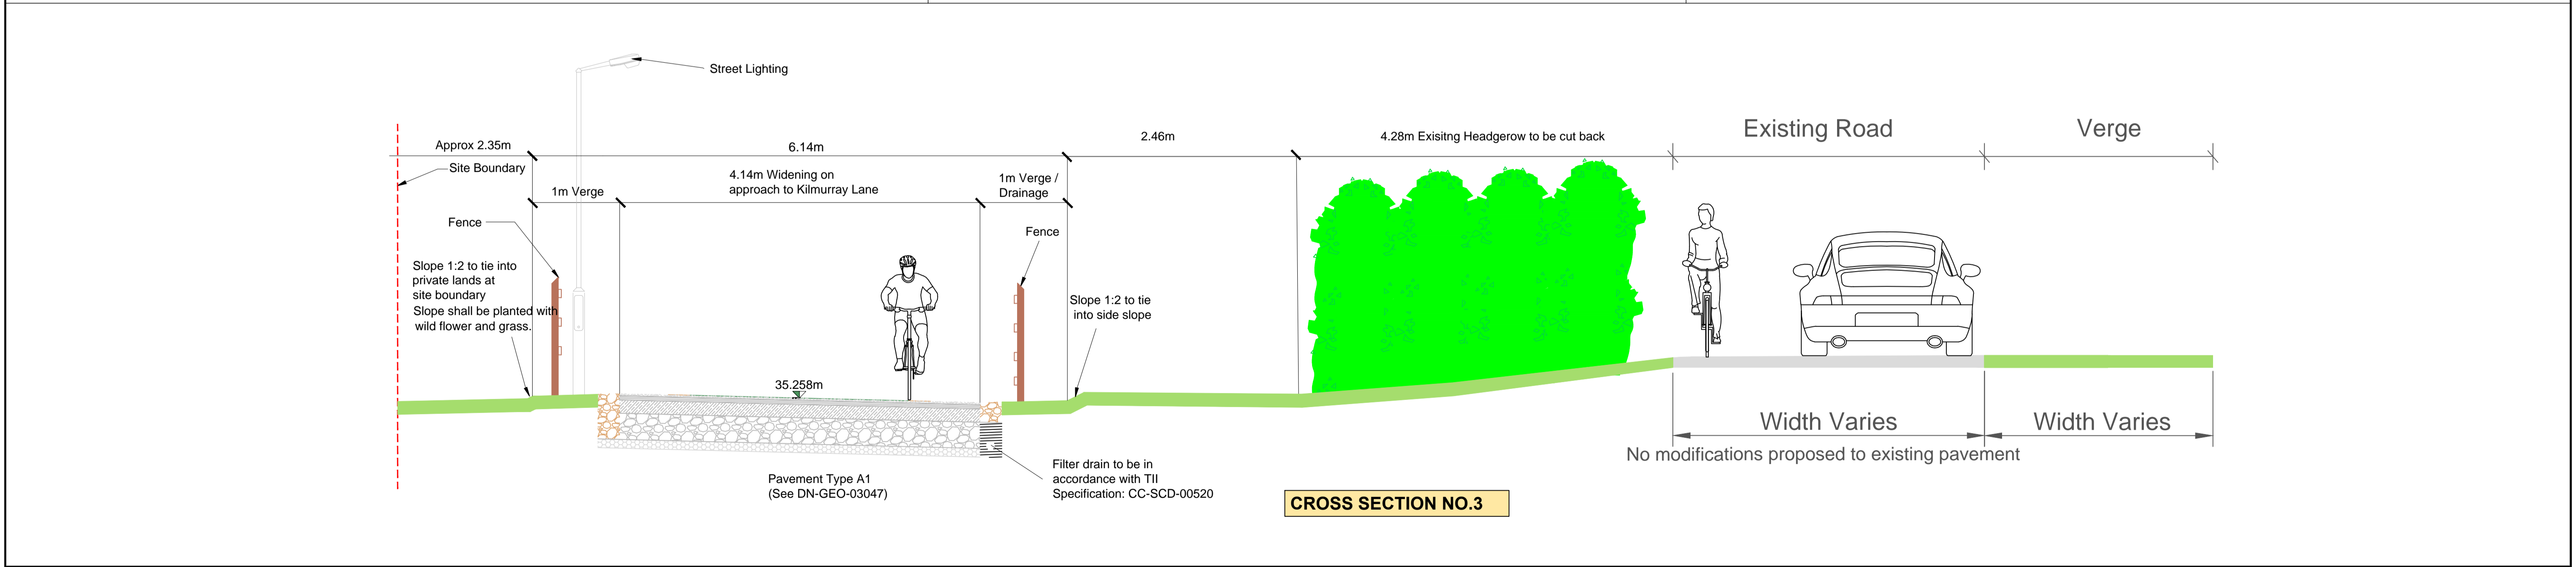 Street Lighting
Existing Road
Verge
Approx 2.35m
6.14m
2.46m
4.28m Exisitng Headgerow to be cut back
Site Boundary
4.14m Widening on
approach to Kilmurray Lane
1m Verge
1m Verge /
Drainage
Fence
Fence
Slope 1:2 to tie into
private lands at
site boundary
Slope shall be planted with
wild flower and grass.
Slope 1:2 to tie
into side slope
35.258m
Width Varies
Width Varies
No modifications proposed to existing pavement
Pavement Type A1
(See DN-GEO-03047)
Filter drain to be in
accordance with TII
Specification: CC-SCD-00520
CROSS SECTION NO.3